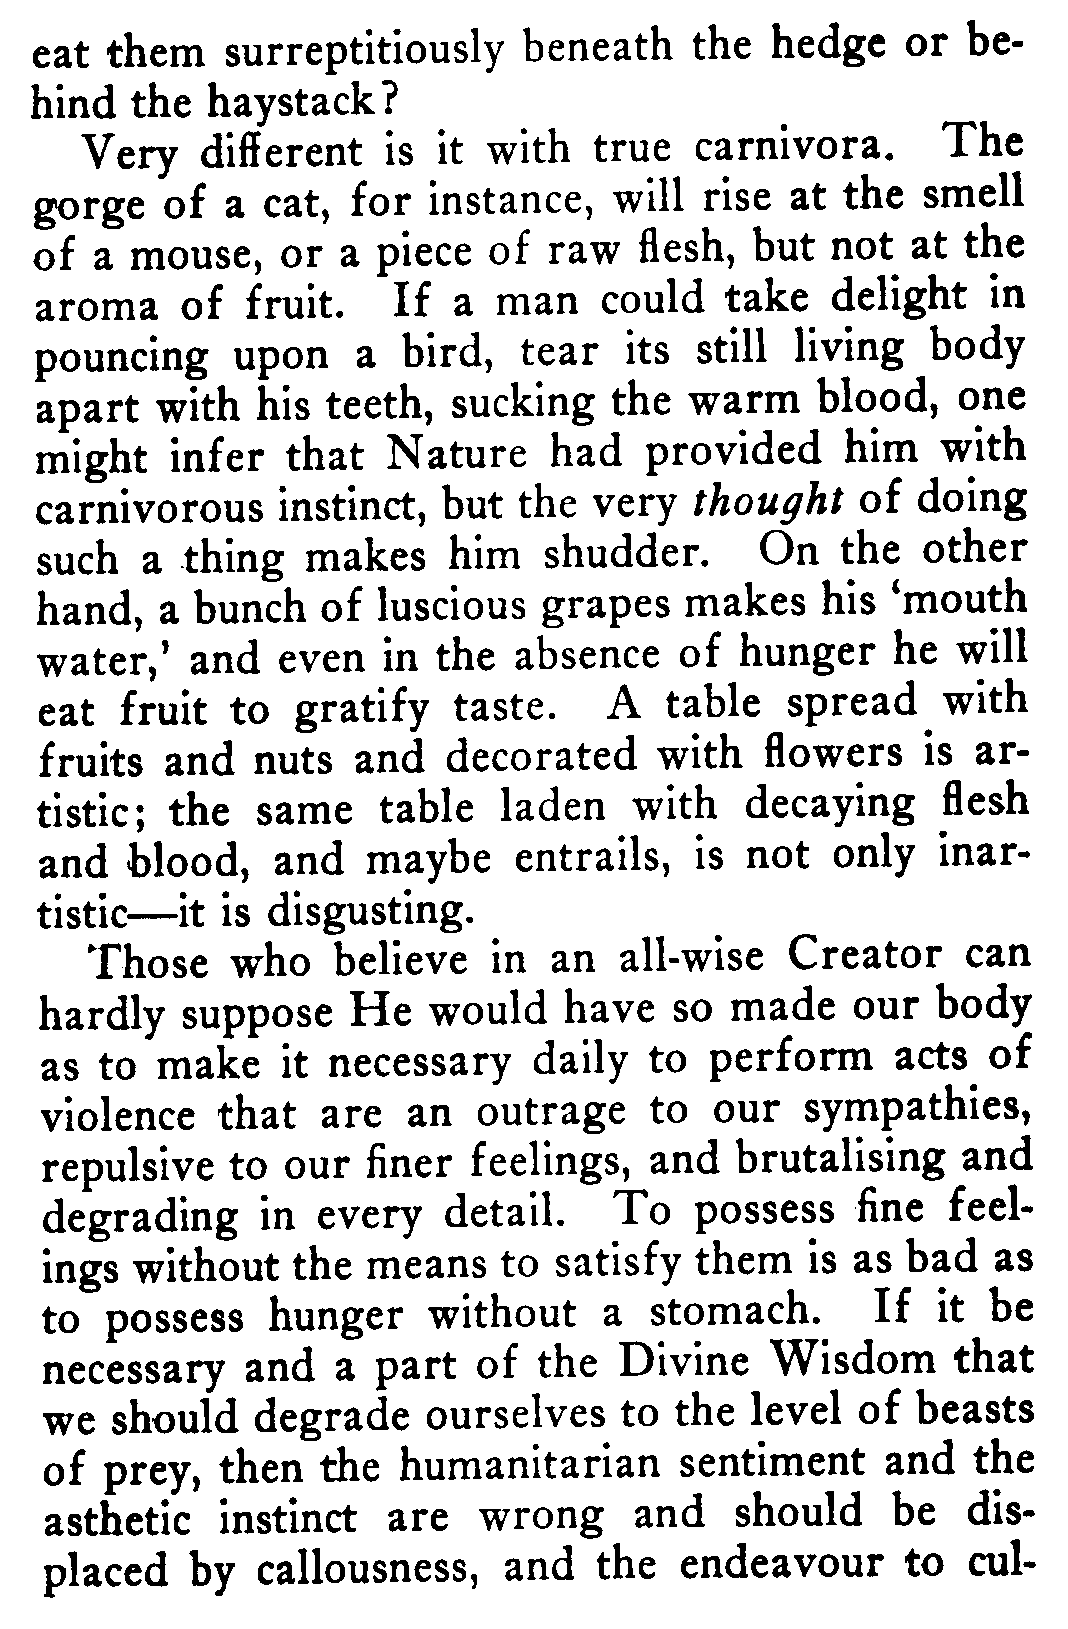 eat them surreptitiously beneath the hedge or be-
hind the haystack?
Very different is it with true carnivora. The
gorge of a cat, for instance, will rise at the smell
of a mouse, or a piece of raw flesh, but not at the
aroma of fruit. If a man could take delight in
pouncing upon a bird, tear its still living body
apart with his teeth, sucking the warm blood, one
might infer that Nature had provided him with
carnivorous instinct, but the very thought of doing
such a thing makes him shudder. On the other
hand, a bunch of luscious grapes makes his ‘mouth
water,’ and even in the absence of hunger he will
eat fruit to gratify taste. A table spread with
fruits and nuts and decorated with flowers is ar-
tistic; the same table laden with decaying flesh
and blood, and maybe entrails, is not only inar-
tistic—it is disgusting.
Those who believe in an all-wise Creator can
hardly suppose He would have so made our body
as to make it necessary daily to perform acts of
violence that are an outrage to our sympathies,
repulsive to our finer feelings, and brutalising and
degrading in every detail. To possess fine feel-
ings without the means to satisfy them is as bad as
to possess hunger without a stomach. If it be
necessary and a part of the Divine Wisdom that
we should degrade ourselves to the level of beasts
of prey, then the humanitarian sentiment and the
asthetic instinct are wrong and should be dis-
placed by callousness, and the endeavour to cul-